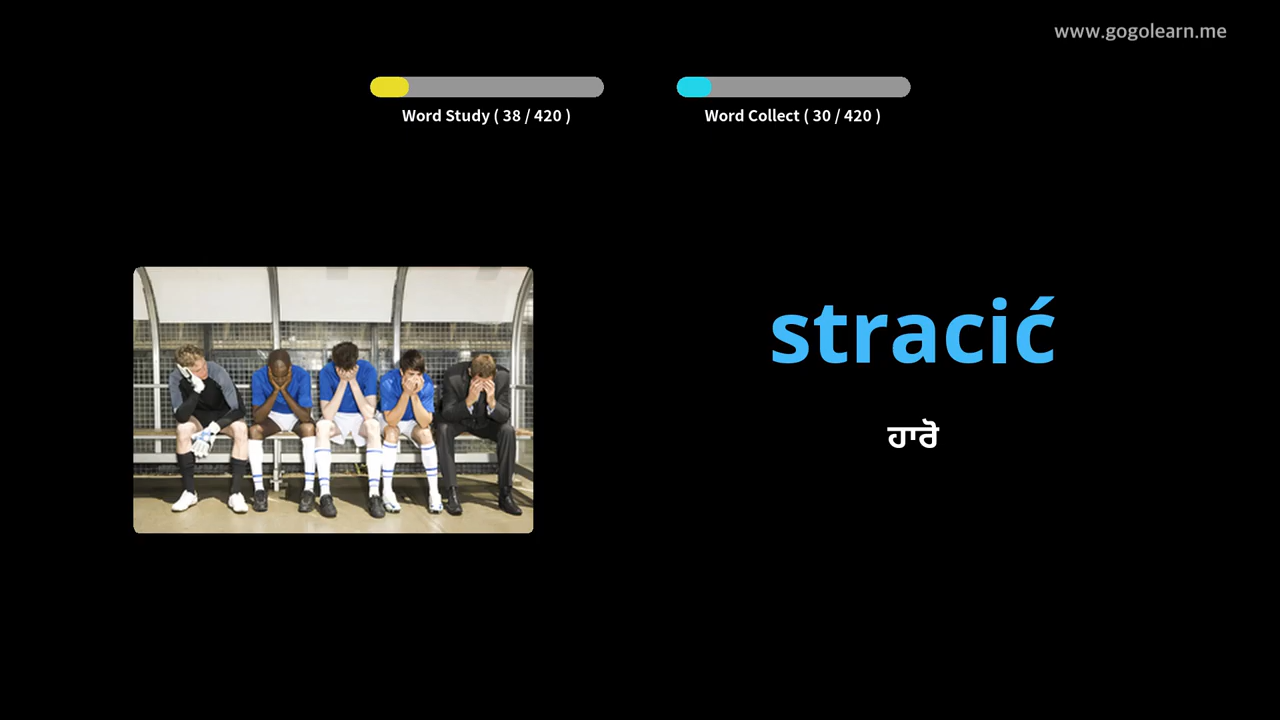 www.gogolearn.me
Word Study ( 38 / 420 )
Word Collect ( 30 / 420 )
stracić
ਹਾਰੋ